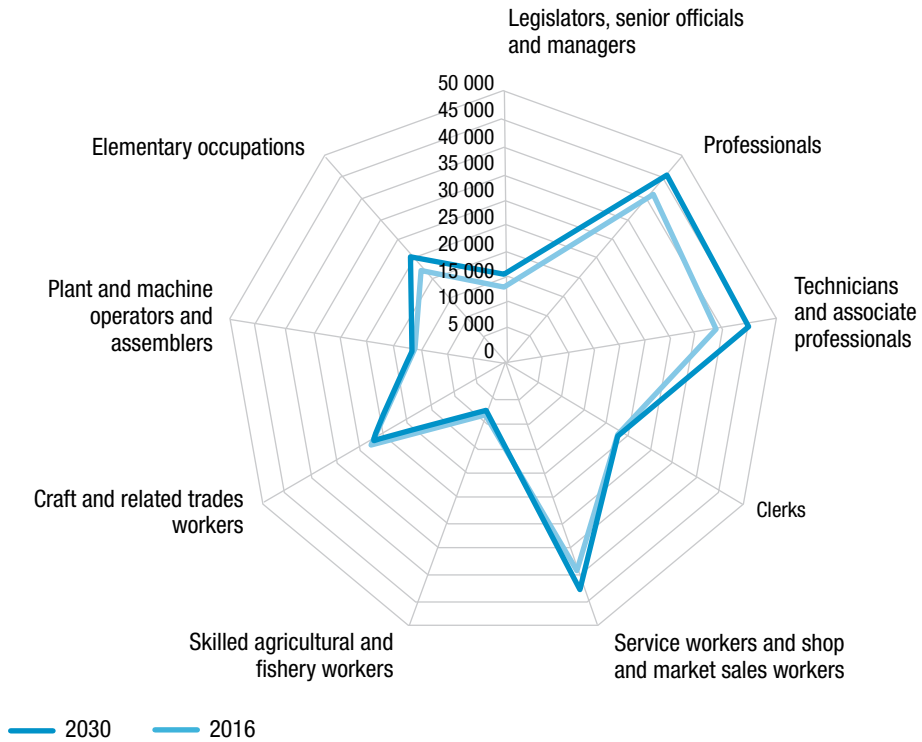 Legislators, senior officials
and managers
50 000
45 000
40 000
35 000
30 000
25 000
20 000
15 000
10 000
5 000
0
Professionals
Technicians
and associate
professionals
Clerks
Service workers and shop
and market sales workers
Skilled agricultural and
fishery workers
Craft and related trades
workers
Plant and machine
operators and
assemblers
Elementary occupations
2030
2016